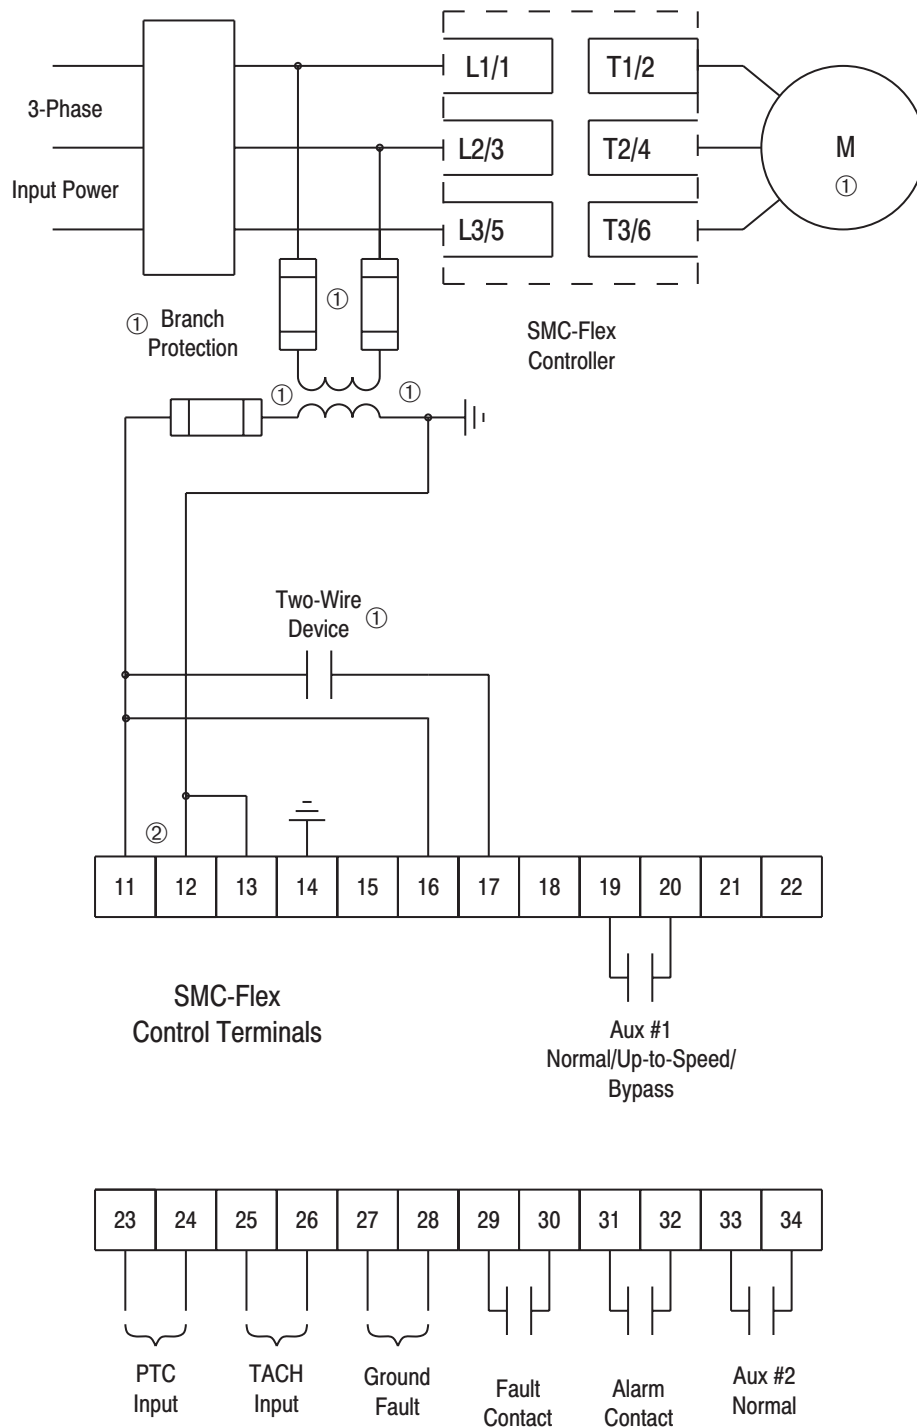 L1/1 T1/2
3-Phase
L2/3 T2/4 M
①
Input Power
L3/5 T3/6
①
① Branch
Protection
SMC-Flex
Controller
① ①
Two-Wire
Device ①
②
11 12 13 14 15 16 17 18 19 20 21 22
SMC-Flex
Control Terminals
Aux #1
Normal/Up-to-Speed/
Bypass
23 24 25 26 27 28 29 30 31 32 33 34
PTC
Input
TACH
Input
Ground
Fault
Fault
Contact
Alarm
Contact
Aux #2
Normal